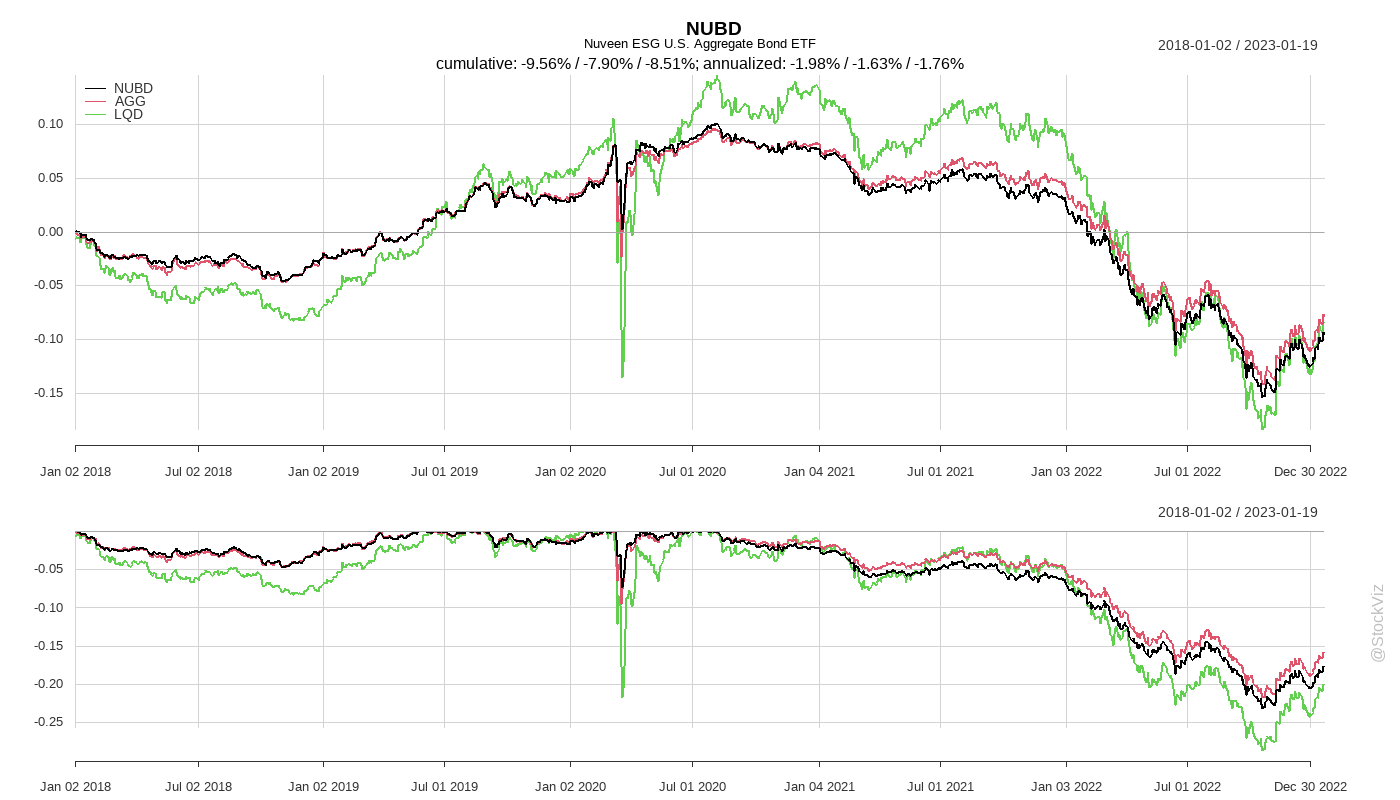 NUBD
Nuveen ESG U.S. Aggregate Bond ETF
2018-01-02 / 2023-01-19
cumulative: -9.56% / -7.90% / -8.51%; annualized: -1.98% / -1.63% / -1.76%
NUBD
AGG
LQD
0.10
0.05
0.00
-0.05
-0.10
-0.15
Jan 02 2018 Jul 02 2018 Jan 02 2019 Jul 01 2019 Jan 02 2020 Jul 01 2020 Jan 04 2021 Jul 01 2021 Jan 03 2022 Jul 01 2022 Dec 30 2022
2018-01-02 / 2023-01-19
-0.05
-0.10
-0.15
-0.20
-0.25
Jan 02 2018 Jul 02 2018 Jan 02 2019 Jul 01 2019 Jan 02 2020 Jul 01 2020 Jan 04 2021 Jul 01 2021 Jan 03 2022 Jul 01 2022 Dec 30 2022
@StockViz